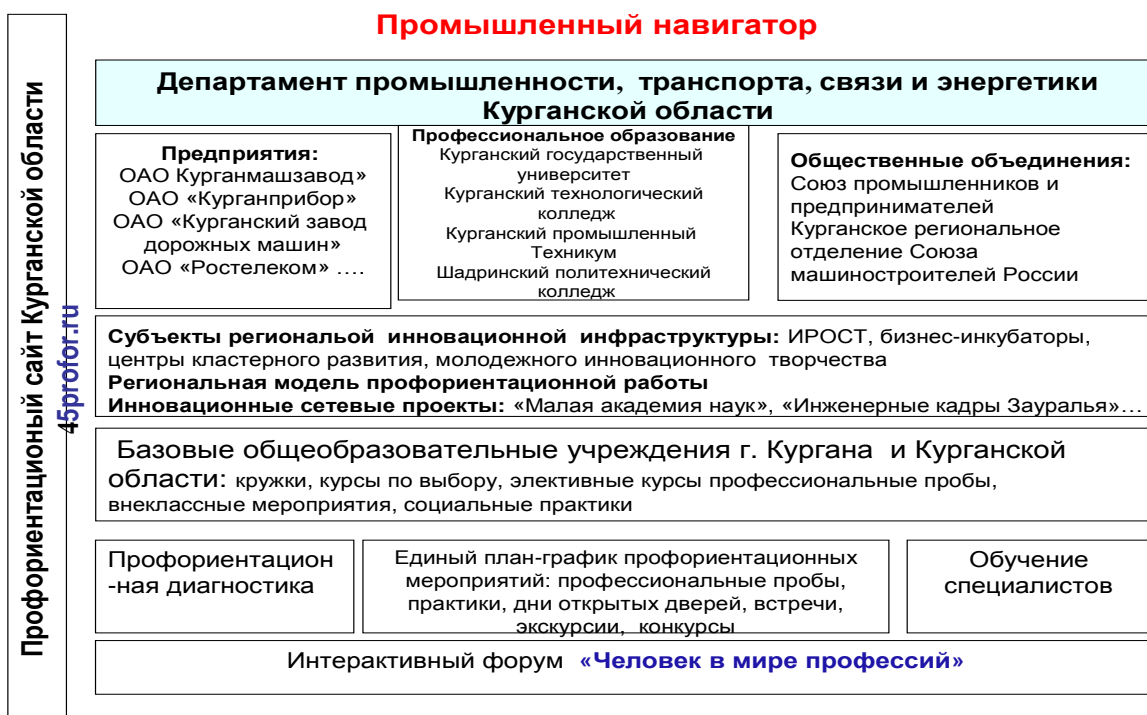 Промышленный навигатор
Профориентационый сайт Курганской области
45profor.ru
Департамент промышленности, транспорта, связи и энергетики
Курганской области
Предприятия:
ОАО Курганмашзавод»
ОАО «Курганприбор»
ОАО «Курганский завод
дорожных машин»
ОАО «Ростелеком» ….
Профессиональное образование
Курганский государственный
университет
Курганский технологический
колледж
Курганский промышленный
Техникум
Шадринский политехнический
колледж
Общественные объединения:
Союз промышленников и
предпринимателей
Курганское региональное
отделение Союза
машиностроителей России
Субъекты региональой инновационной инфраструктуры: ИРОСТ, бизнес-инкубаторы,
центры кластерного развития, молодежного инновационного творчества
Региональная модель профориентационной работы
Инновационные сетевые проекты: «Малая академия наук», «Инженерные кадры Зауралья»…
Базовые общеобразовательные учреждения г. Кургана и Курганской
области: кружки, курсы по выбору, элективные курсы профессиональные пробы,
внеклассные мероприятия, социальные практики
Профориентацион
-ная диагностика
Единый план-график профориентационных
мероприятий: профессиональные пробы,
практики, дни открытых дверей, встречи,
экскурсии, конкурсы
Обучение
специалистов
Интерактивный форум «Человек в мире профессий»